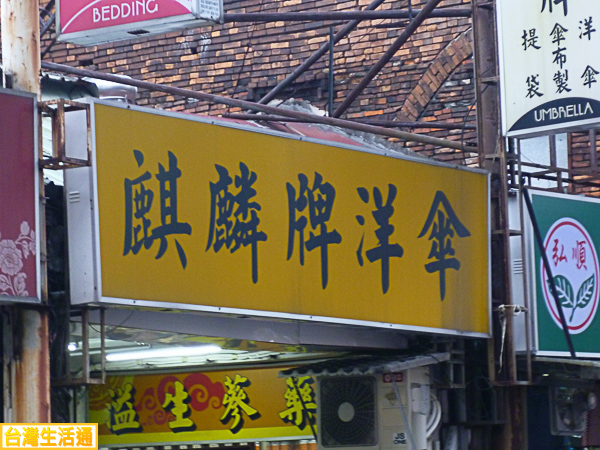 BEDDING
洋傘
傘布製
提袋
UMBRELLA
麒麟牌洋傘
弘順
溢生蔘藥
台灣生活通